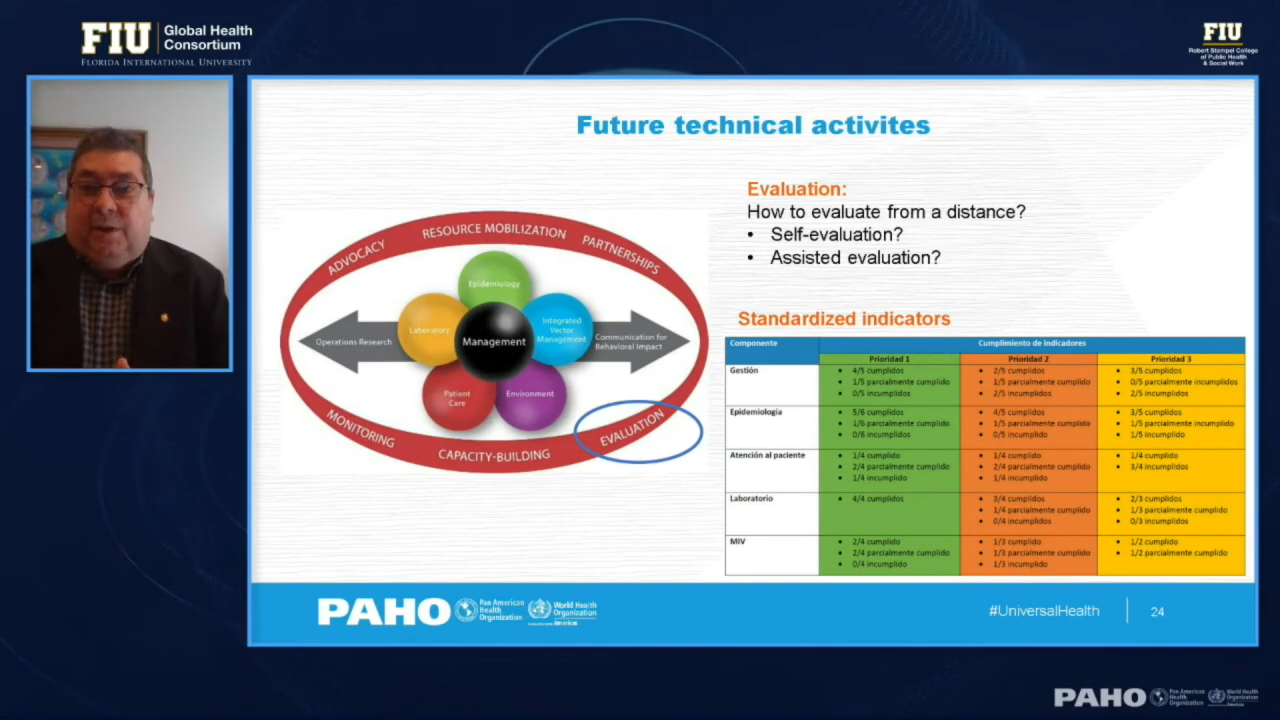 FIU
Global Health
Consortium
FLORIDA INTERNATIONAL UNIVERSITY
FIU
Robert Stempel College
of Public Health
& Social Work
Future technical activites
Evaluation:
How to evaluate from a distance?
• Self-evaluation?
• Assisted evaluation?
ADVOCACY
RESOURCE MOBILIZATION
PARTNERSHIPS
Epidemiology
Laboratory
Integrated
Vector
Management
Operations Research
Management
Communication for
Behavioral Impact
Patient
Care
Environment
MONITORING
CAPACITY-BUILDING
EVALUATION
Standardized indicators
Componente Cumplimiento de indicadores
Prioridad 1 Prioridad 2 Prioridad 3
Gestión • 4/5 cumplidos • 2/5 cumplidos • 3/5 cumplidos
• 1/5 parcialmente cumplido • 1/5 parcialmente cumplido • 0/5 parcialmente incumplidos
• 0/5 incumplidos • 2/5 incumplidos • 2/5 incumplidos
Epidemiología • 5/6 cumplidos • 4/5 cumplidos • 3/5 cumplidos
• 1/6 parcialmente cumplido • 1/5 parcialmente cumplido • 1/5 parcialmente incumplido
• 0/6 incumplidos • 0/5 incumplido • 1/5 incumplido
Atención al paciente • 1/4 cumplido • 1/4 cumplido • 1/4 cumplido
• 2/4 parcialmente cumplido • 2/4 parcialmente cumplido • 3/4 incumplidos
• 1/4 incumplido • 1/4 incumplido
Laboratorio • 4/4 cumplidos • 3/4 cumplidos • 2/3 cumplidos
• 1/4 parcialmente cumplido • 1/3 parcialmente cumplido
• 0/4 incumplidos • 0/3 incumplidos
MIV • 2/4 cumplido • 1/3 cumplido • 1/2 cumplido
• 2/4 parcialmente cumplido • 1/3 parcialmente cumplido • 1/2 parcialmente cumplido
• 0/4 incumplido • 1/3 incumplido
PAHO
Pan American
Health
Organization
World Health
Organization
Americas
#UniversalHealth
24
PAHO
Pan American
Health
Organization
World Health
Organization
Americas